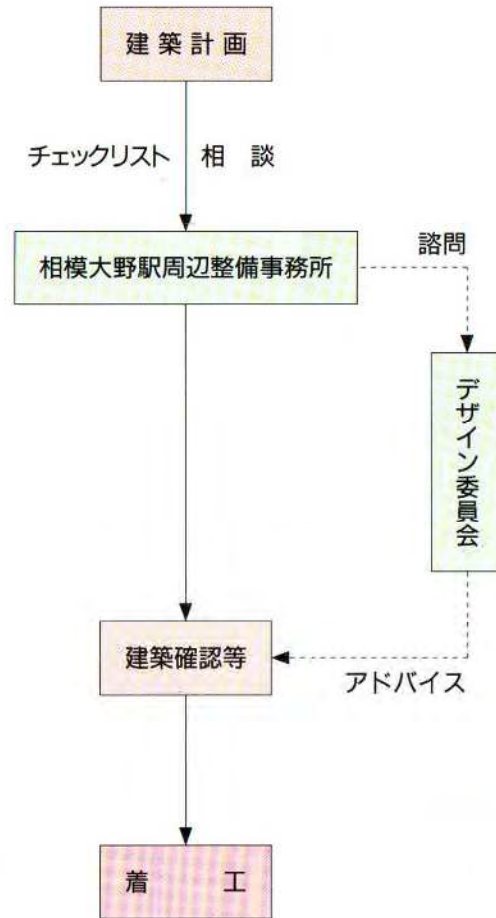 建築計画
チェックリスト 相 談
相模大野駅周辺整備事務所
諮問
デザイン委員会
建築確認等
アドバイス
着 工